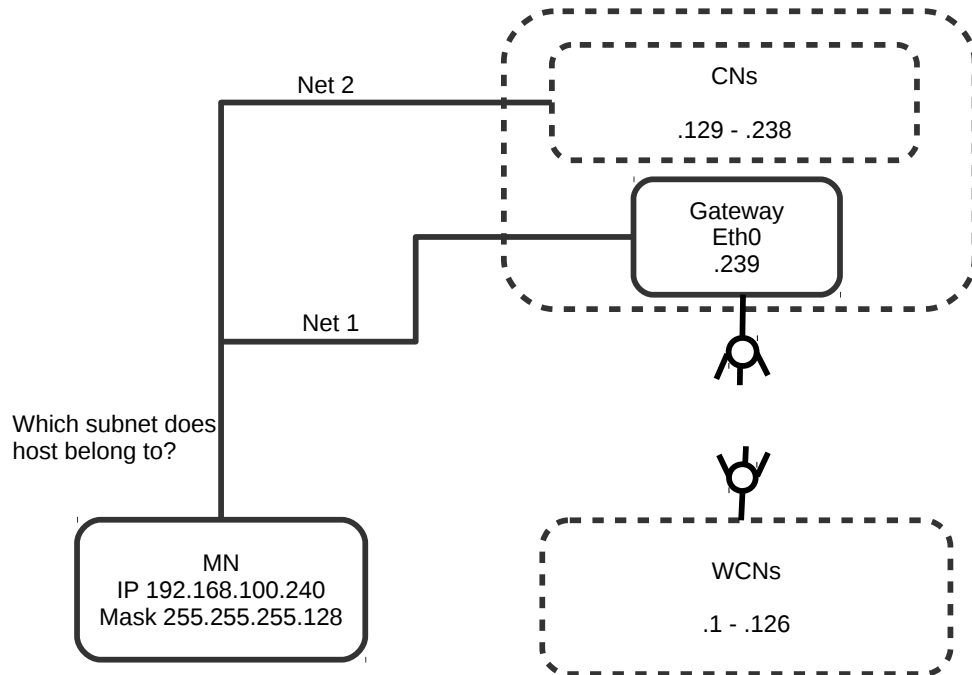 Net 2
CNs
.129 - .238
Gateway
Eth0
.239
Net 1
Which subnet does
host belong to?
MN
IP 192.168.100.240
Mask 255.255.255.128
WCNs
.1 - .126